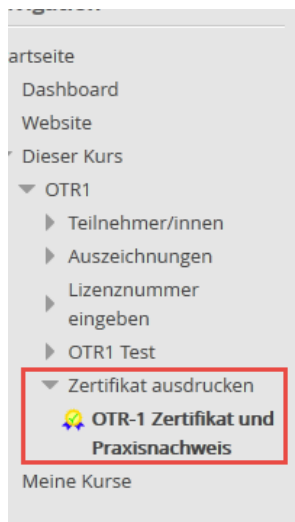 artseite
Dashboard
Website
Dieser Kurs
OTR1
Teilnehmer/innen
Auszeichnungen
Lizenznummer
eingeben
OTR1 Test
Zertifikat ausdrucken
OTR-1 Zertifikat und
Praxisnachweis
Meine Kurse